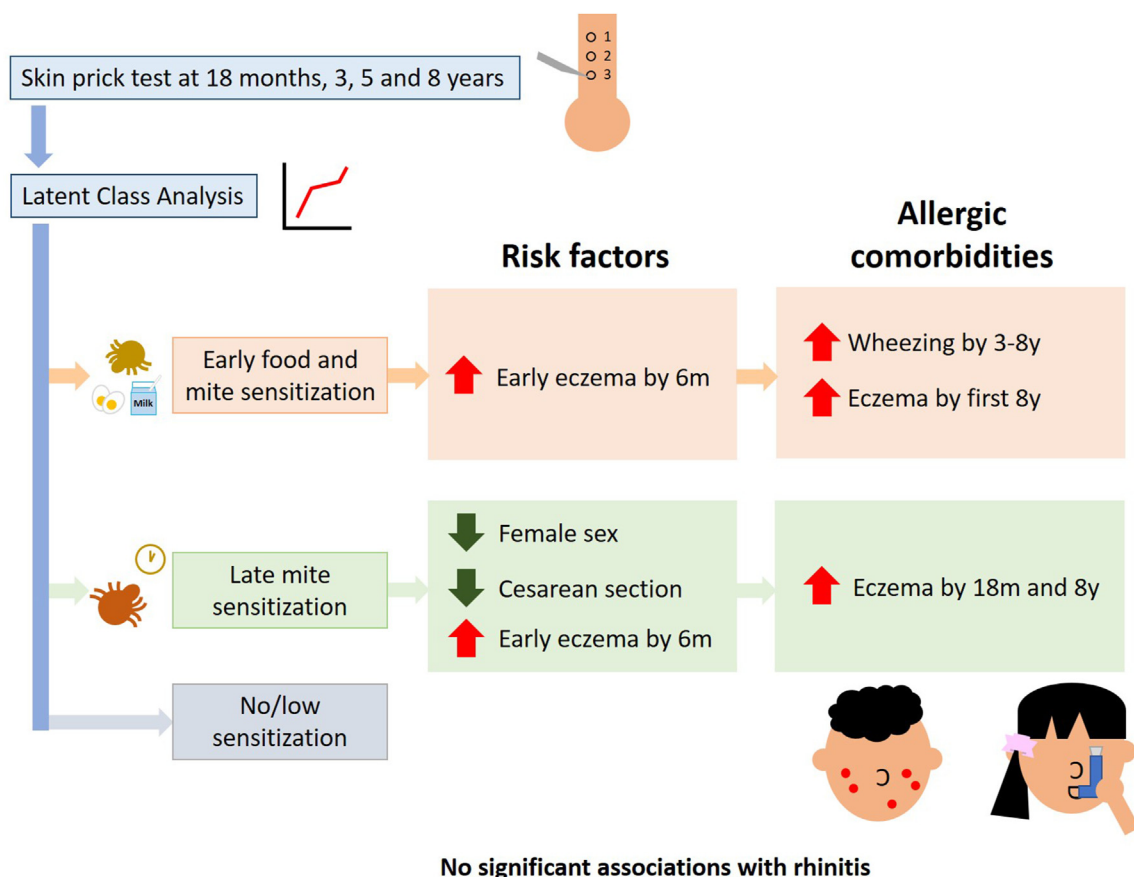 1
2
3
Skin prick test at 18 months, 3, 5 and 8 years
Latent Class Analysis
Risk factors
Allergic
comorbidities
Milk
Early food and
mite sensitization
Early eczema by 6m
Wheezing by 3-8y
Eczema by first 8y
Late mite
sensitization
Female sex
Cesarean section
Early eczema by 6m
Eczema by 18m and 8y
No/low
sensitization
No significant associations with rhinitis